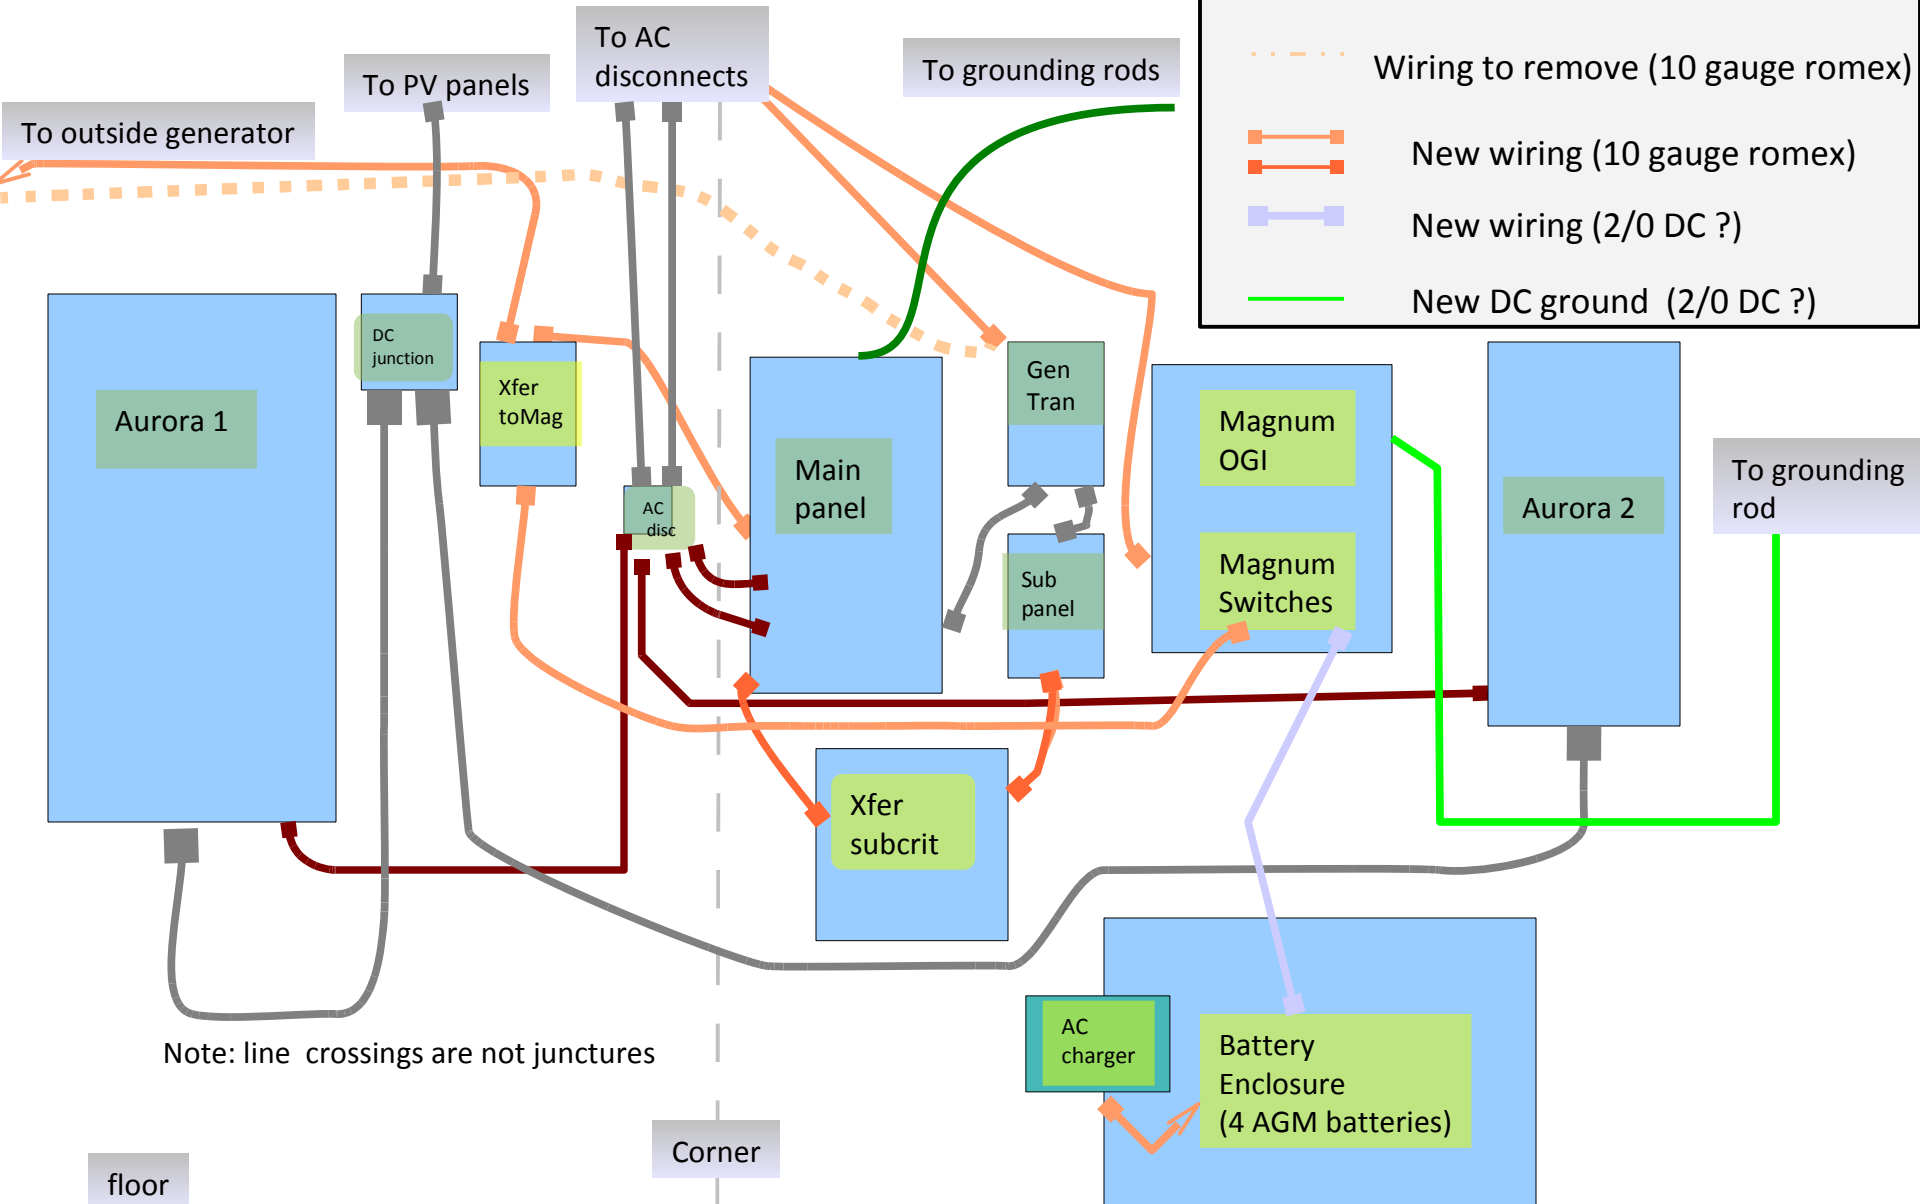 To AC
disconnects
To PV panels
To grounding rods
To outside generator
Wiring to remove (10 gauge romex)
New wiring (10 gauge romex)
New wiring (2/0 DC ?)
New DC ground (2/0 DC ?)
DC
junction
Xfer
toMag
Aurora 1
AC
disc
Main
panel
Gen
Tran
Sub
panel
Magnum
OGI
Magnum
Switches
Aurora 2
To grounding
rod
Xfer
subcrit
AC
charger
Battery
Enclosure
(4 AGM batteries)
Note: line  crossings are not junctures
Corner
floor